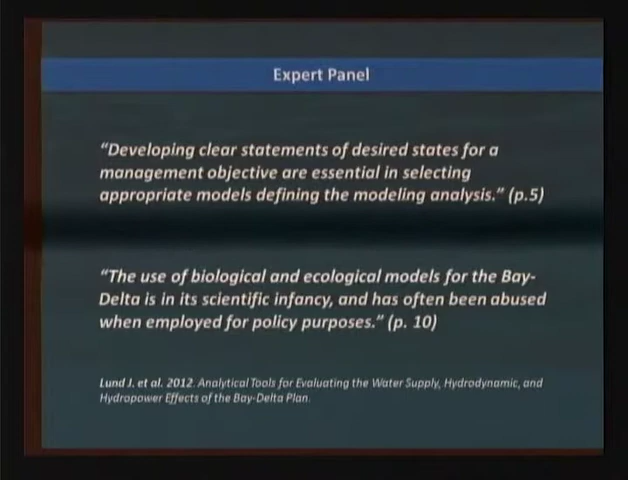 Expert Panel
“Developing clear statements of desired states for a
management objective are essential in selecting
appropriate models defining the modeling analysis.” (p.5)
“The use of biological and ecological models for the Bay-
Delta is in its scientific infancy, and has often been abused
when employed for policy purposes.” (p. 10)
Lund J. et al. 2012. Analytical Tools for Evaluating the Water Supply, Hydrodynamic, and
Hydropower Effects of the Bay-Delta Plan.